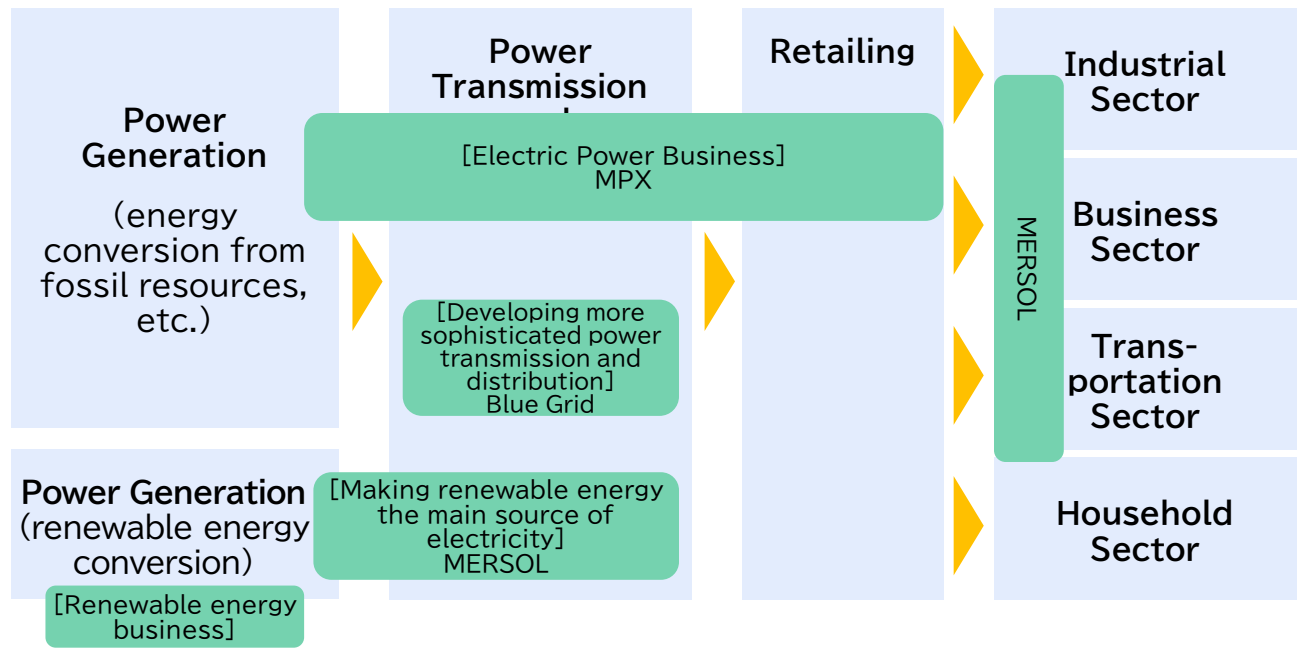 Power
Generation
(energy
conversion from
fossil resources,
etc.)
Power Generation
(renewable energy
conversion)
[Renewable energy
business]
Power
Transmission
[Electric Power Business]
MPX
[Developing more
sophisticated power
transmission and
distribution]
Blue Grid
[Making renewable energy
the main source of
electricity]
MERSOL
Retailing
MERSOL
Industrial
Sector
Business
Sector
Trans-
portation
Sector
Household
Sector